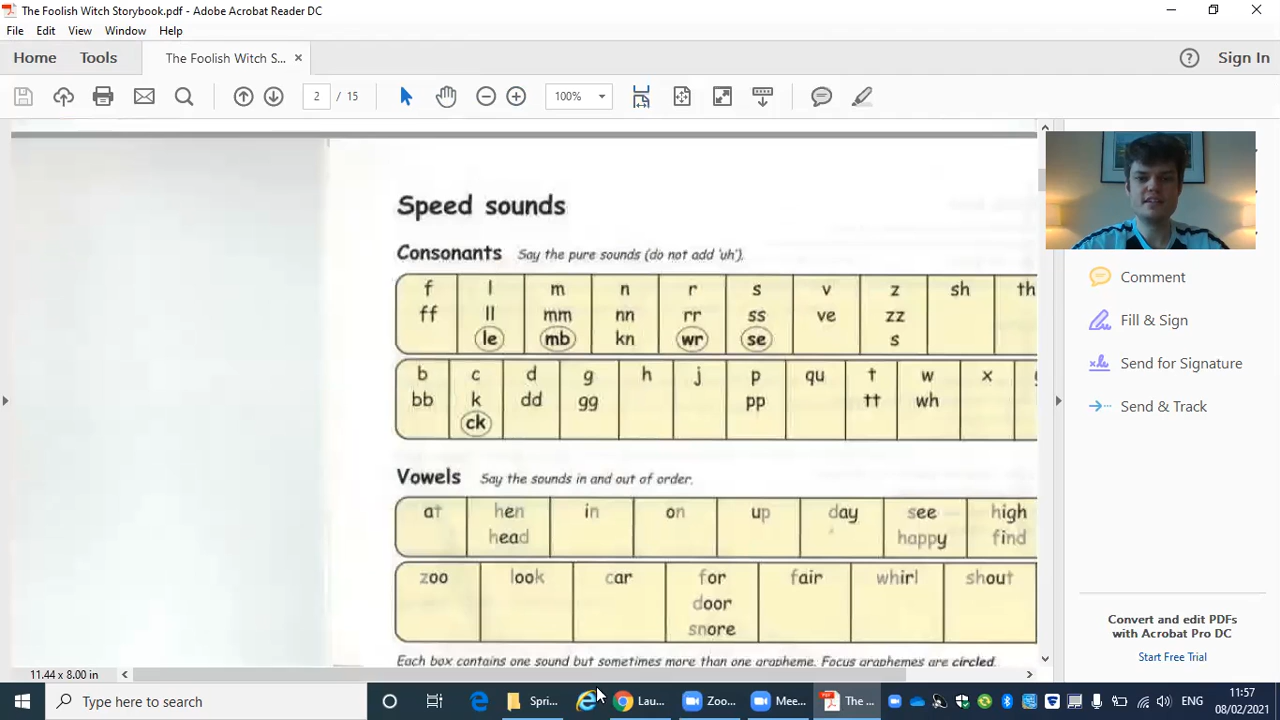 The Foolish Witch Storybook.pdf - Adobe Acrobat Reader DC
File Edit View Window Help
Home Tools The Foolish Witch S... × Sign In
2 / 15 100%
Speed sounds
Consonants Say the pure sounds (do not add 'uh').
f l m n r s v z sh th
ff ll mm nn rr ss ve zz
le mb kn wr se s
b c d g h j p qu t w x
bb k dd gg pp tt wh
ck
Vowels Say the sounds in and out of order.
at hen in on up day see high
head happy find
zoo look car for fair whirl shout
door
snore
Each box contains one sound but sometimes more than one grapheme. Focus graphemes are circled.
Comment
Fill & Sign
Send for Signature
Send & Track
Convert and edit PDFs
with Acrobat Pro DC
Start Free Trial
11.44 x 8.00 in
Type here to search Spri... Lau... Zoo... Mee... The ... ENG 11:57
08/02/2021